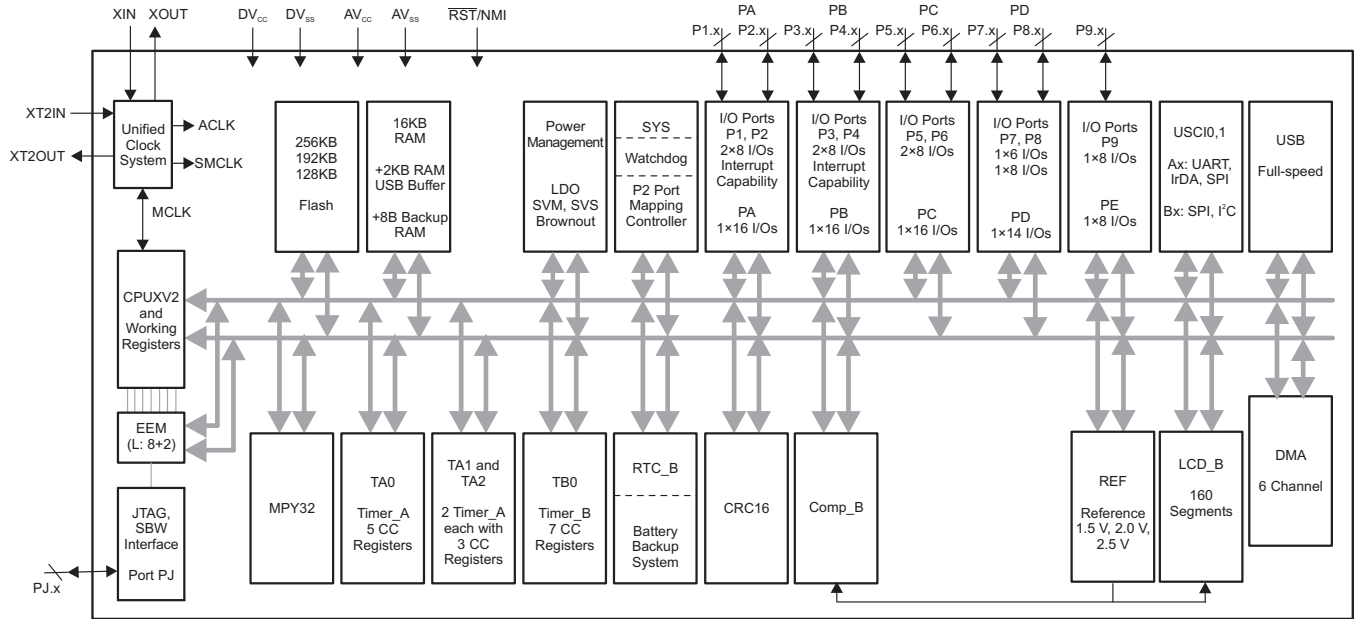 XIN XOUT
DVCC DVSS AVCC AVSS RST/NMI
PA PB PC PD
P1.x P2.x P3.x P4.x P5.x P6.x P7.x P8.x P9.x
XT2IN
XT2OUT
Unified
Clock
System
ACLK
SMCLK
MCLK
256KB
192KB
128KB
Flash
16KB
RAM
+2KB RAM
USB Buffer
+8B Backup
RAM
Power
Management
LDO
SVM, SVS
Brownout
SYS
Watchdog
P2 Port
Mapping
Controller
I/O Ports
P1, P2
2×8 I/Os
Interrupt
Capability
PA
1×16 I/Os
I/O Ports
P3, P4
2×8 I/Os
Interrupt
Capability
PB
1×16 I/Os
I/O Ports
P5, P6
2×8 I/Os
PC
1×16 I/Os
I/O Ports
P7, P8
1×6 I/Os
1×8 I/Os
PD
1×14 I/Os
I/O Ports
P9
1×8 I/Os
PE
1×8 I/Os
USCI0,1
Ax: UART,
IrDA, SPI
Bx: SPI, I²C
USB
Full-speed
CPUXV2
and
Working
Registers
EEM
(L: 8+2)
JTAG,
SBW
Interface
Port PJ
PJ.x
MPY32
TA0
Timer_A
5 CC
Registers
TA1 and
TA2
2 Timer_A
each with
3 CC
Registers
TB0
Timer_B
7 CC
Registers
RTC_B
Battery
Backup
System
CRC16
Comp_B
REF
Reference
1.5 V, 2.0 V,
2.5 V
LCD_B
160
Segments
DMA
6 Channel